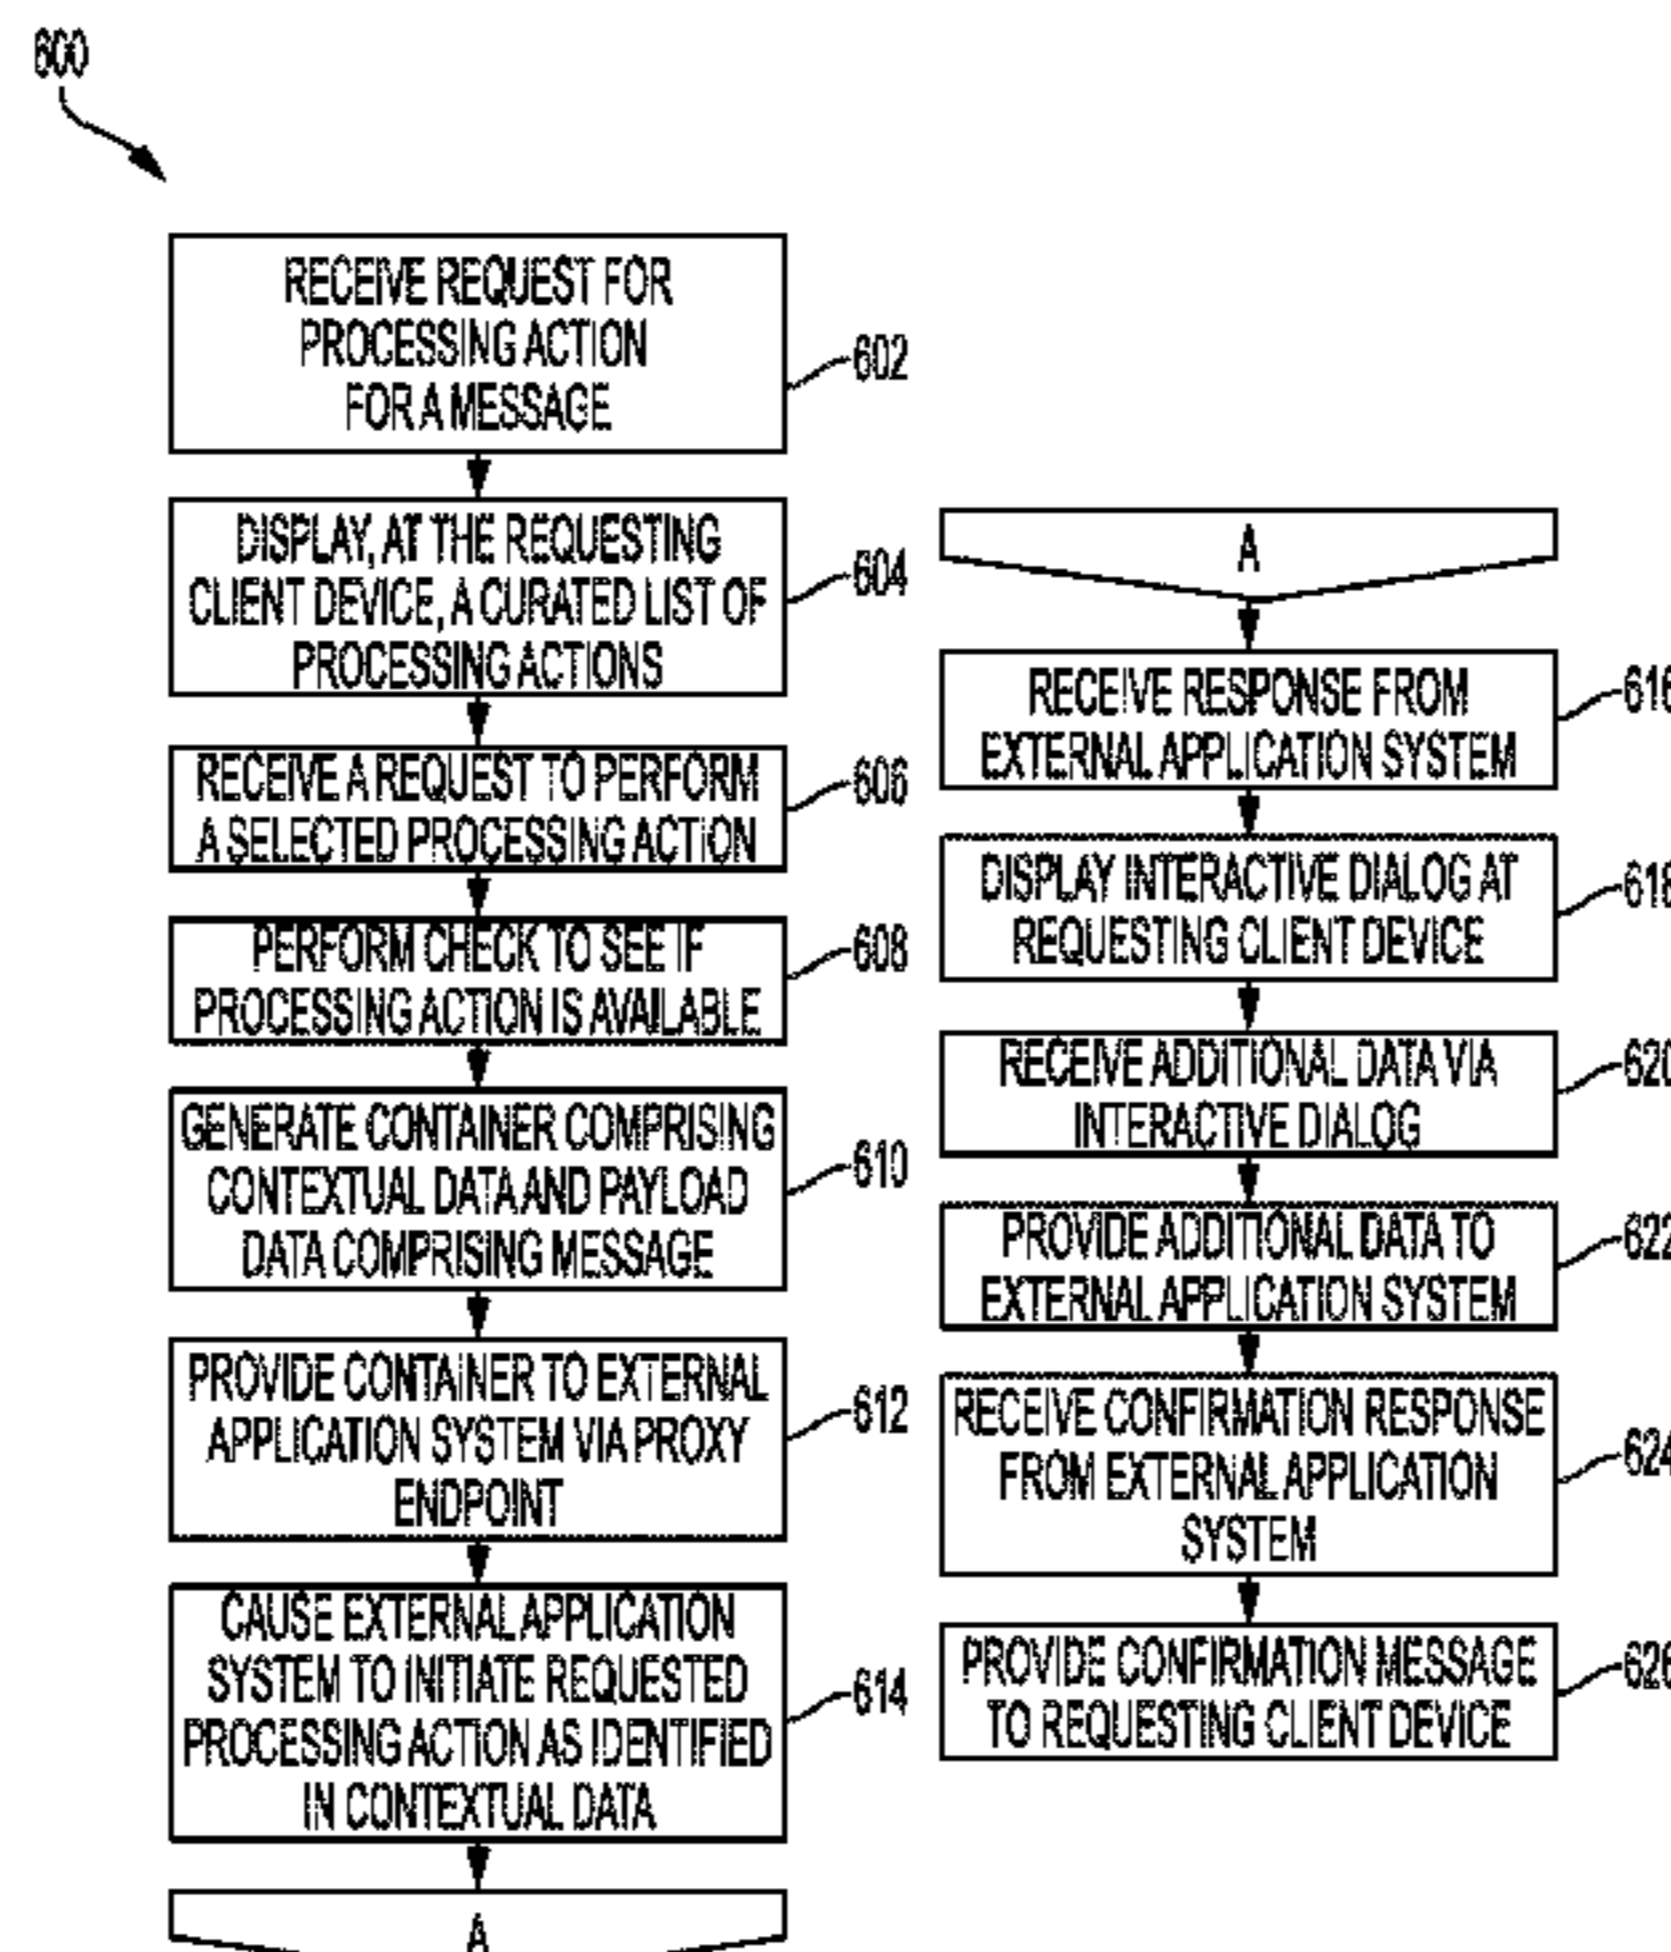 600
RECEIVE REQUEST FOR
PROCESSING ACTION
FOR A MESSAGE
602
DISPLAY, AT THE REQUESTING
CLIENT DEVICE, A CURATED LIST OF
PROCESSING ACTIONS
604
RECEIVE A REQUEST TO PERFORM
A SELECTED PROCESSING ACTION
606
PERFORM CHECK TO SEE IF
PROCESSING ACTION IS AVAILABLE
608
GENERATE CONTAINER COMPRISING
CONTEXTUAL DATA AND PAYLOAD
DATA COMPRISING MESSAGE
610
PROVIDE CONTAINER TO EXTERNAL
APPLICATION SYSTEM VIA PROXY
ENDPOINT
612
CAUSE EXTERNAL APPLICATION
SYSTEM TO INITIATE REQUESTED
PROCESSING ACTION AS IDENTIFIED
IN CONTEXTUAL DATA
614
A
A
RECEIVE RESPONSE FROM
EXTERNAL APPLICATION SYSTEM
616
DISPLAY INTERACTIVE DIALOG AT
REQUESTING CLIENT DEVICE
618
RECEIVE ADDITIONAL DATA VIA
INTERACTIVE DIALOG
620
PROVIDE ADDITIONAL DATA TO
EXTERNAL APPLICATION SYSTEM
622
RECEIVE CONFIRMATION RESPONSE
FROM EXTERNAL APPLICATION
SYSTEM
624
PROVIDE CONFIRMATION MESSAGE
TO REQUESTING CLIENT DEVICE
626